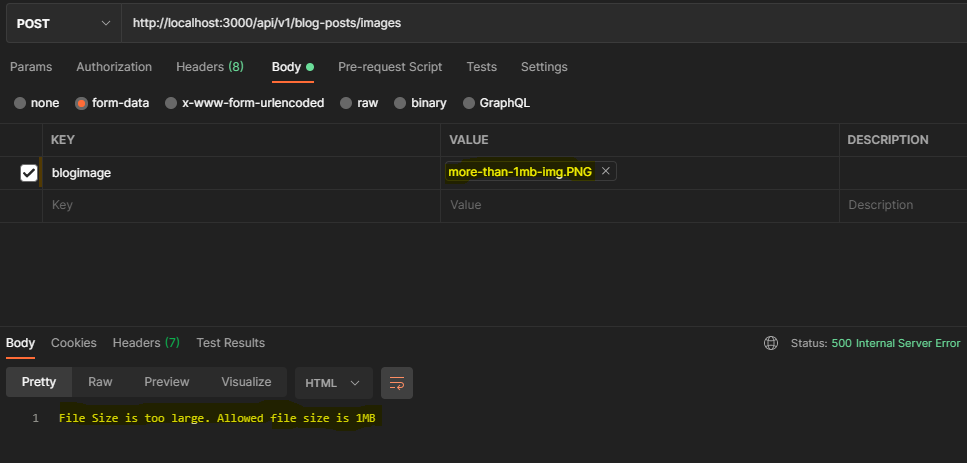 POST http://localhost:3000/api/v1/blog-posts/images
Params Authorization Headers (8) Body Pre-request Script Tests Settings
none form-data x-www-form-urlencoded raw binary GraphQL
KEY VALUE DESCRIPTION
blogimage more-than-1mb-img.PNG
Key Value Description
Body Cookies Headers (7) Test Results Status: 500 Internal Server Error
Pretty Raw Preview Visualize HTML
1 File Size is too large. Allowed file size is 1MB